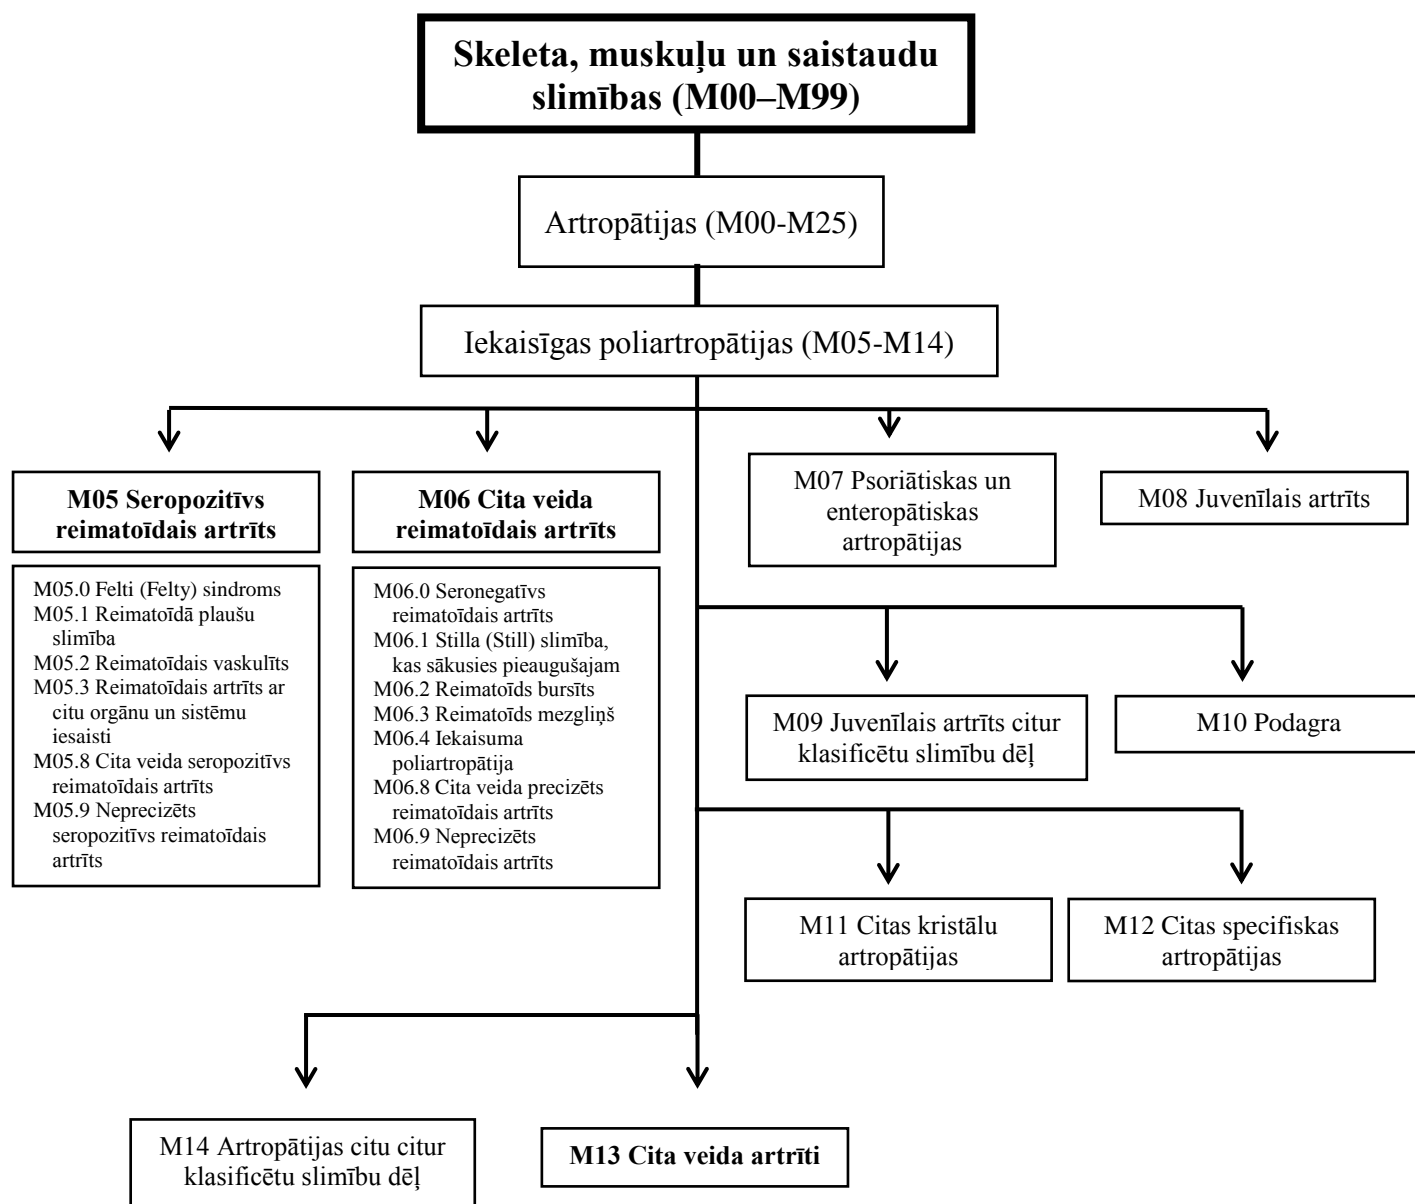 Skeleta, muskuļu un saistaudu
slimības (M00–M99)
Artropātijas (M00-M25)
Iekaisīgas poliartropātijas (M05-M14)
M05 Seropozitīvs
reimatoīdais artrīts
M06 Cita veida
reimatoīdais artrīts
M07 Psoriātiskas un
enteropātiskas
artropātijas
M08 Juvenīlais artrīts
M05.0 Felti (Felty) sindroms
M05.1 Reimatoīdā plaušu
slimība
M05.2 Reimatoīdais vaskulīts
M05.3 Reimatoīdais artrīts ar
citu orgānu un sistēmu
iesaisti
M05.8 Cita veida seropozitīvs
reimatoīdais artrīts
M05.9 Neprecizēts
seropozitīvs reimatoīdais
artrīts
M06.0 Seronegatīvs
reimatoīdais artrīts
M06.1 Stilla (Still) slimība,
kas sākusies pieaugušajam
M06.2 Reimatoīds bursīts
M06.3 Reimatoīds mezgliņš
M06.4 Iekaisuma
poliartropātija
M06.8 Cita veida precizēts
reimatoīdais artrīts
M06.9 Neprecizēts
reimatoīdais artrīts
M09 Juvenīlais artrīts citur
klasificētu slimību dēļ
M10 Podagra
M11 Citas kristālu
artropātijas
M12 Citas specifiskas
artropātijas
M14 Artropātijas citu citur
klasificētu slimību dēļ
M13 Cita veida artrīti